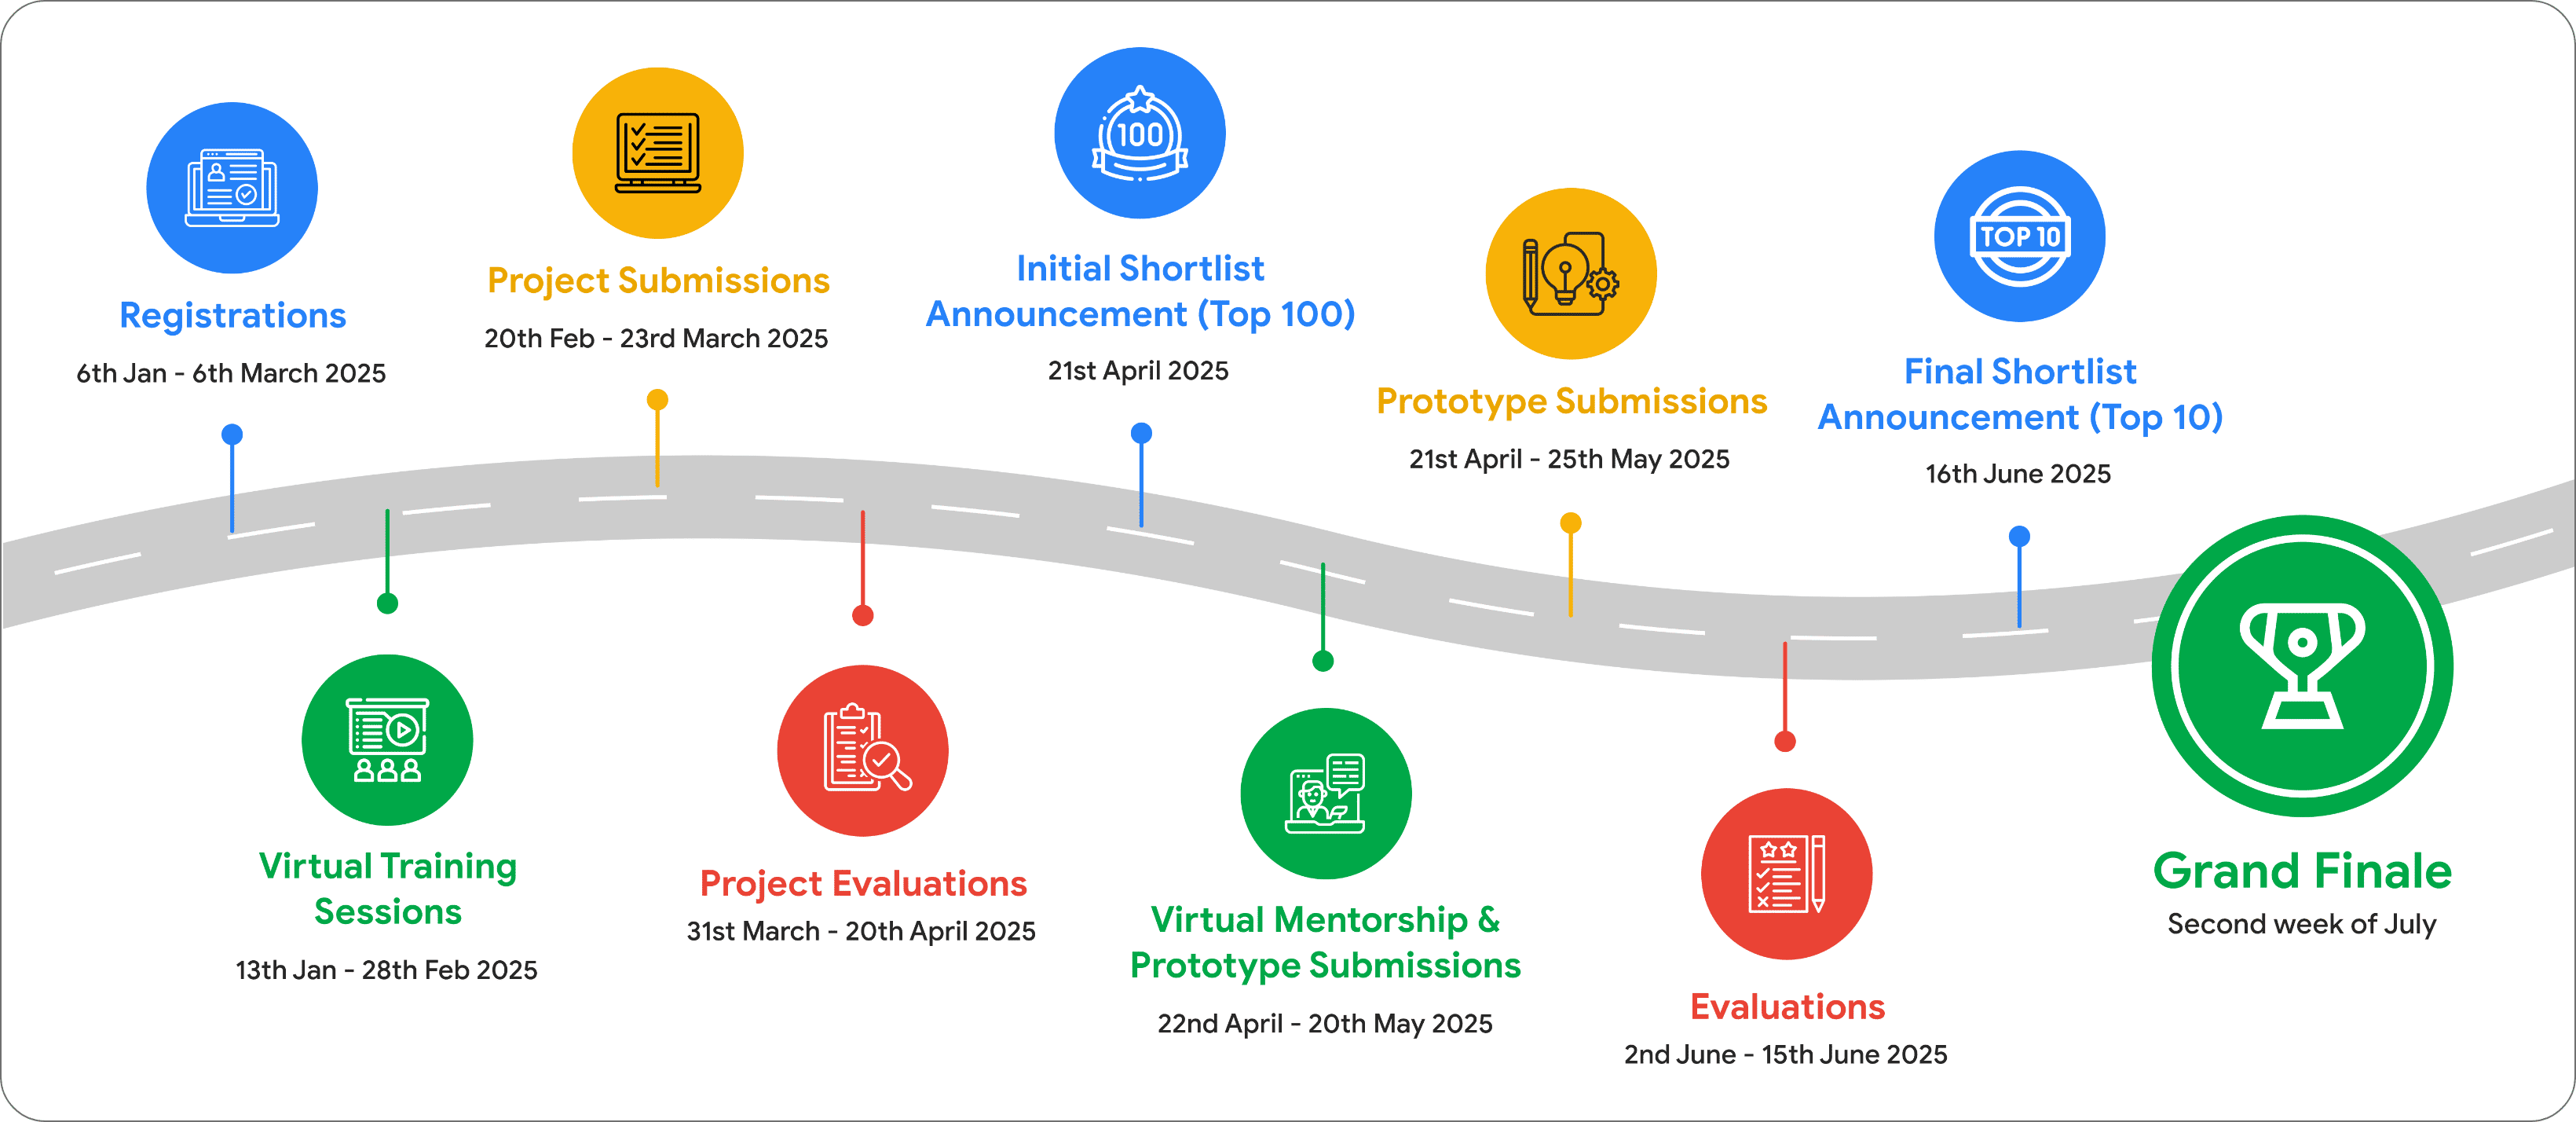 Registrations
6th Jan - 6th March 2025
Virtual Training
Sessions
13th Jan - 28th Feb 2025
Project Submissions
20th Feb - 23rd March 2025
Project Evaluations
31st March - 20th April 2025
100
Initial Shortlist
Announcement (Top 100)
21st April 2025
Virtual Mentorship &
Prototype Submissions
22nd April - 20th May 2025
Prototype Submissions
21st April - 25th May 2025
Evaluations
2nd June - 15th June 2025
TOP 10
Final Shortlist
Announcement (Top 10)
16th June 2025
Grand Finale
Second week of July